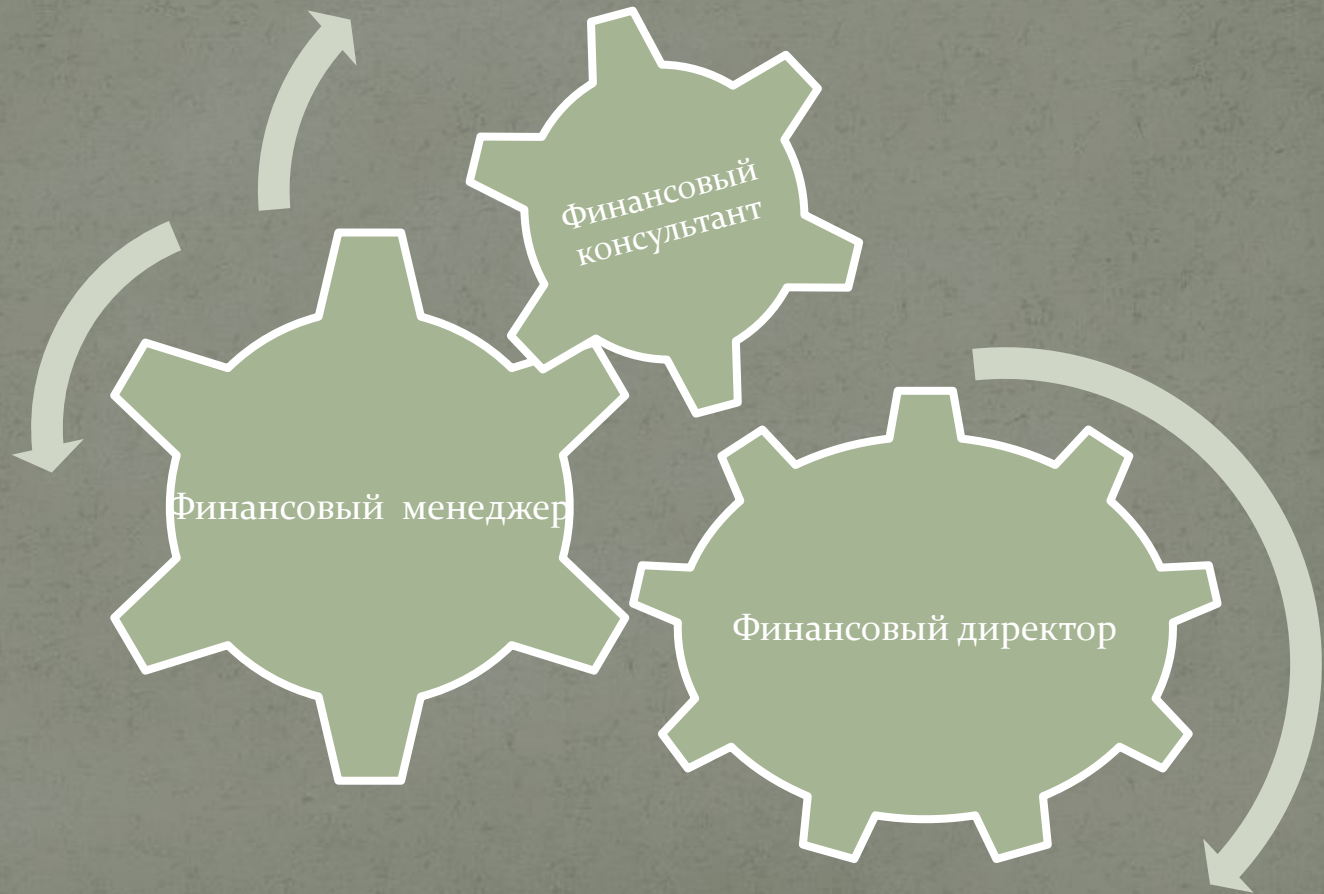 Финансовый
консультант
Финансовый  менеджер
Финансовый директор